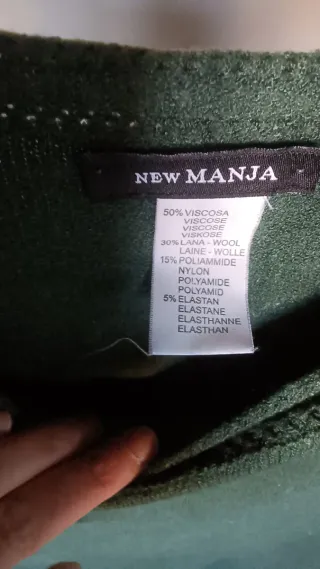 NEW MANJA
50% VISCOSA
VISCOSE
VISCOSE
VISKOSE
30% LANA - WOOL
LAINE - WOLLE
15% POLIAMMIDE
NYLON
POLYAMIDE
POLYAMID
5% ELASTAN
ELASTANE
ELASTHANNE
ELASTHAN